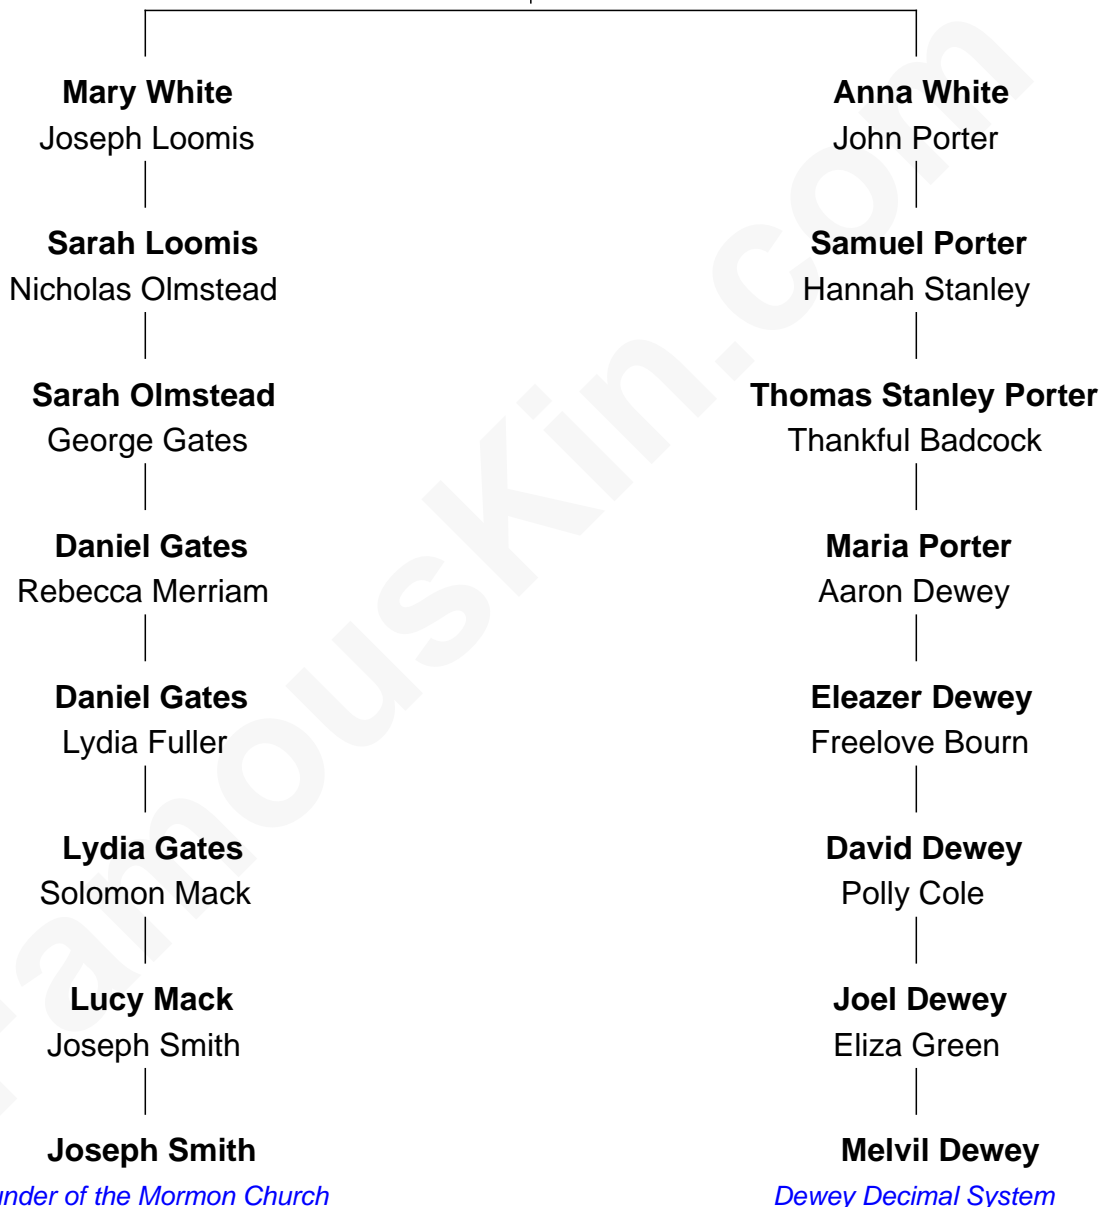 Mary White
Joseph Loomis
Sarah Loomis
Nicholas Olmstead
Sarah Olmstead
George Gates
Daniel Gates
Rebecca Merriam
Daniel Gates
Lydia Fuller
Lydia Gates
Solomon Mack
Lucy Mack
Joseph Smith
Joseph Smith
under of the Mormon Church
Anna White
John Porter
Samuel Porter
Hannah Stanley
Thomas Stanley Porter
Thankful Badcock
Maria Porter
Aaron Dewey
Eleazer Dewey
Freelove Bourn
David Dewey
Polly Cole
Joel Dewey
Eliza Green
Melvil Dewey
Dewey Decimal System
FamousKin.com